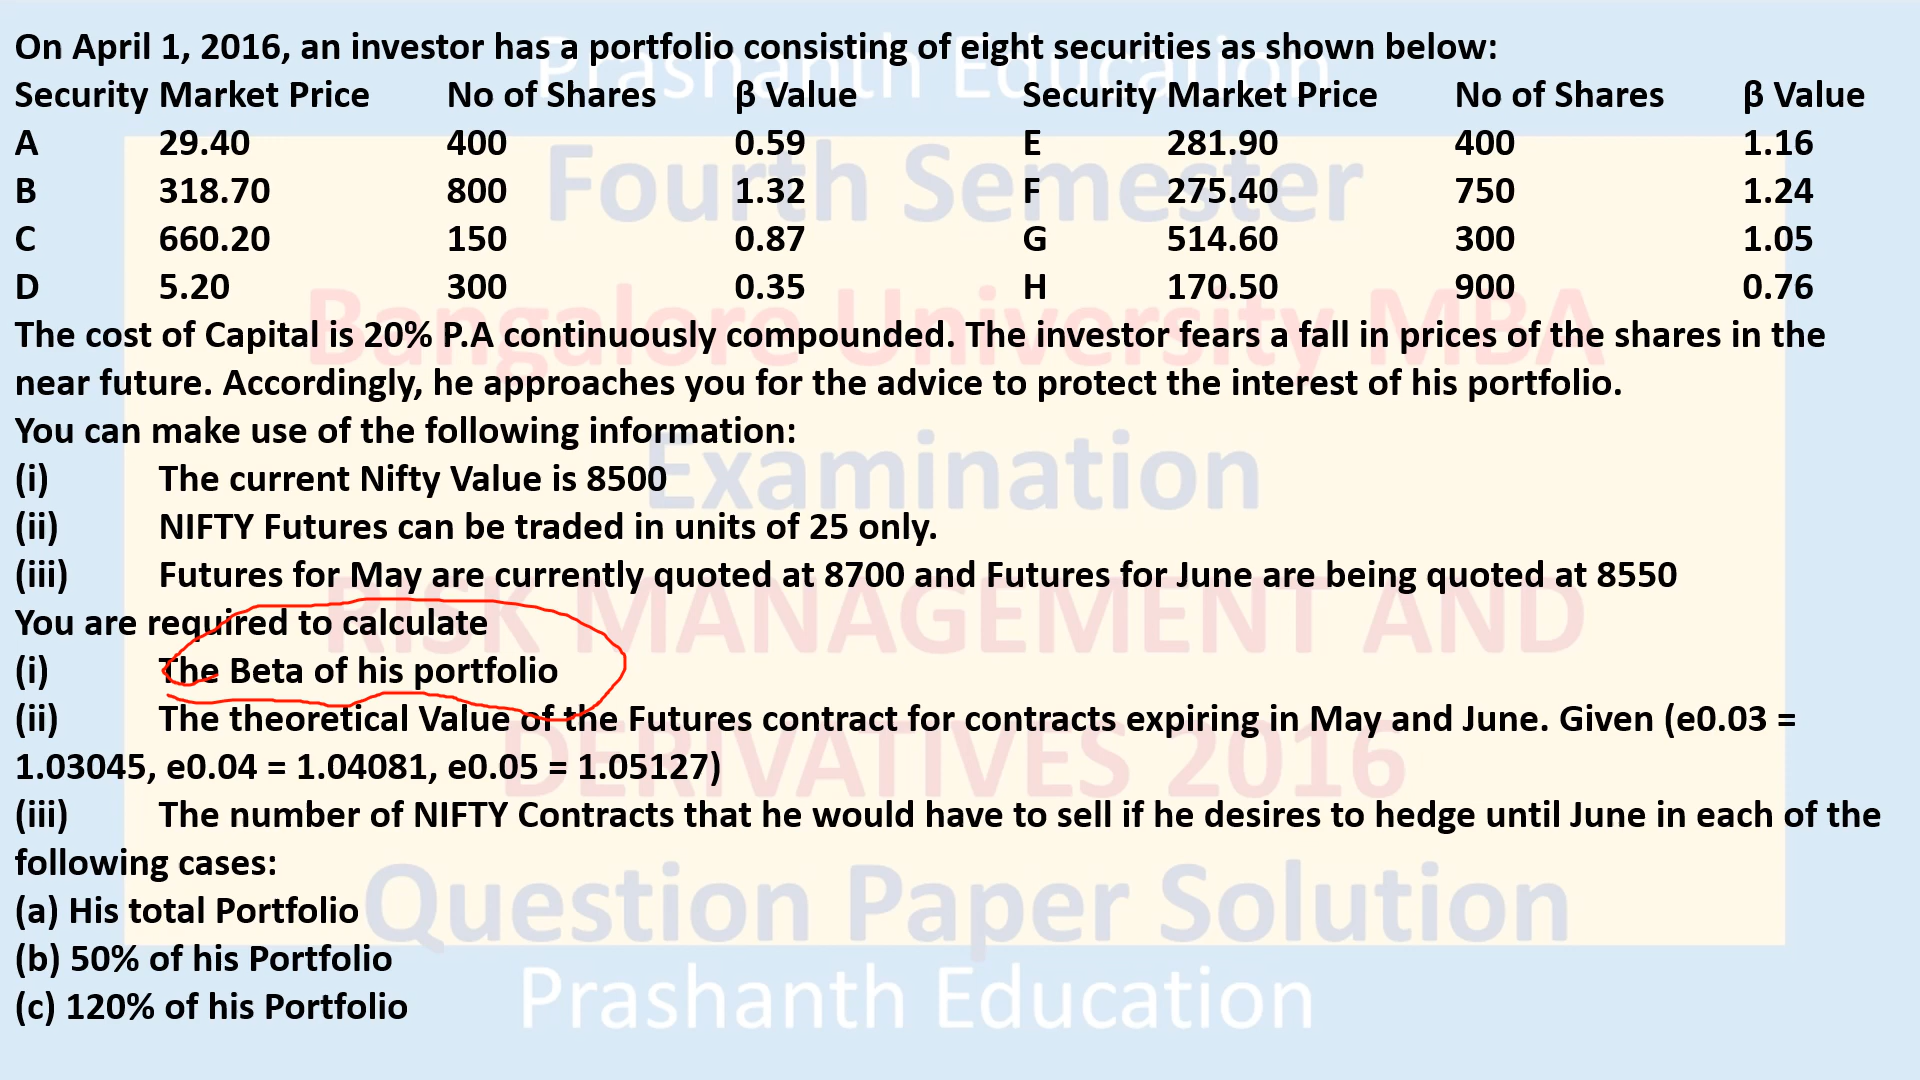 On April 1, 2016, an investor has a portfolio consisting of eight securities as shown below:
Security Market Price No of Shares β Value Security Market Price No of Shares β Value
A 29.40 400 0.59 E 281.90 400 1.16
B 318.70 800 1.32 F 275.40 750 1.24
C 660.20 150 0.87 G 514.60 300 1.05
D 5.20 300 0.35 H 170.50 900 0.76
The cost of Capital is 20% P.A continuously compounded. The investor fears a fall in prices of the shares in the
near future. Accordingly, he approaches you for the advice to protect the interest of his portfolio.
You can make use of the following information:
(i) The current Nifty Value is 8500
(ii) NIFTY Futures can be traded in units of 25 only.
(iii) Futures for May are currently quoted at 8700 and Futures for June are being quoted at 8550
You are required to calculate
(i) The Beta of his portfolio
(ii) The theoretical Value of the Futures contract for contracts expiring in May and June. Given (e0.03 =
1.03045, e0.04 = 1.04081, e0.05 = 1.05127)
(iii) The number of NIFTY Contracts that he would have to sell if he desires to hedge until June in each of the
following cases:
(a) His total Portfolio
(b) 50% of his Portfolio
(c) 120% of his Portfolio
Prashanth Education
Fourth Semester
Bangalore University MBA
Examination
RISK MANAGEMENT AND
DERIVATIVES 2016
Question Paper Solution
Prashanth Education